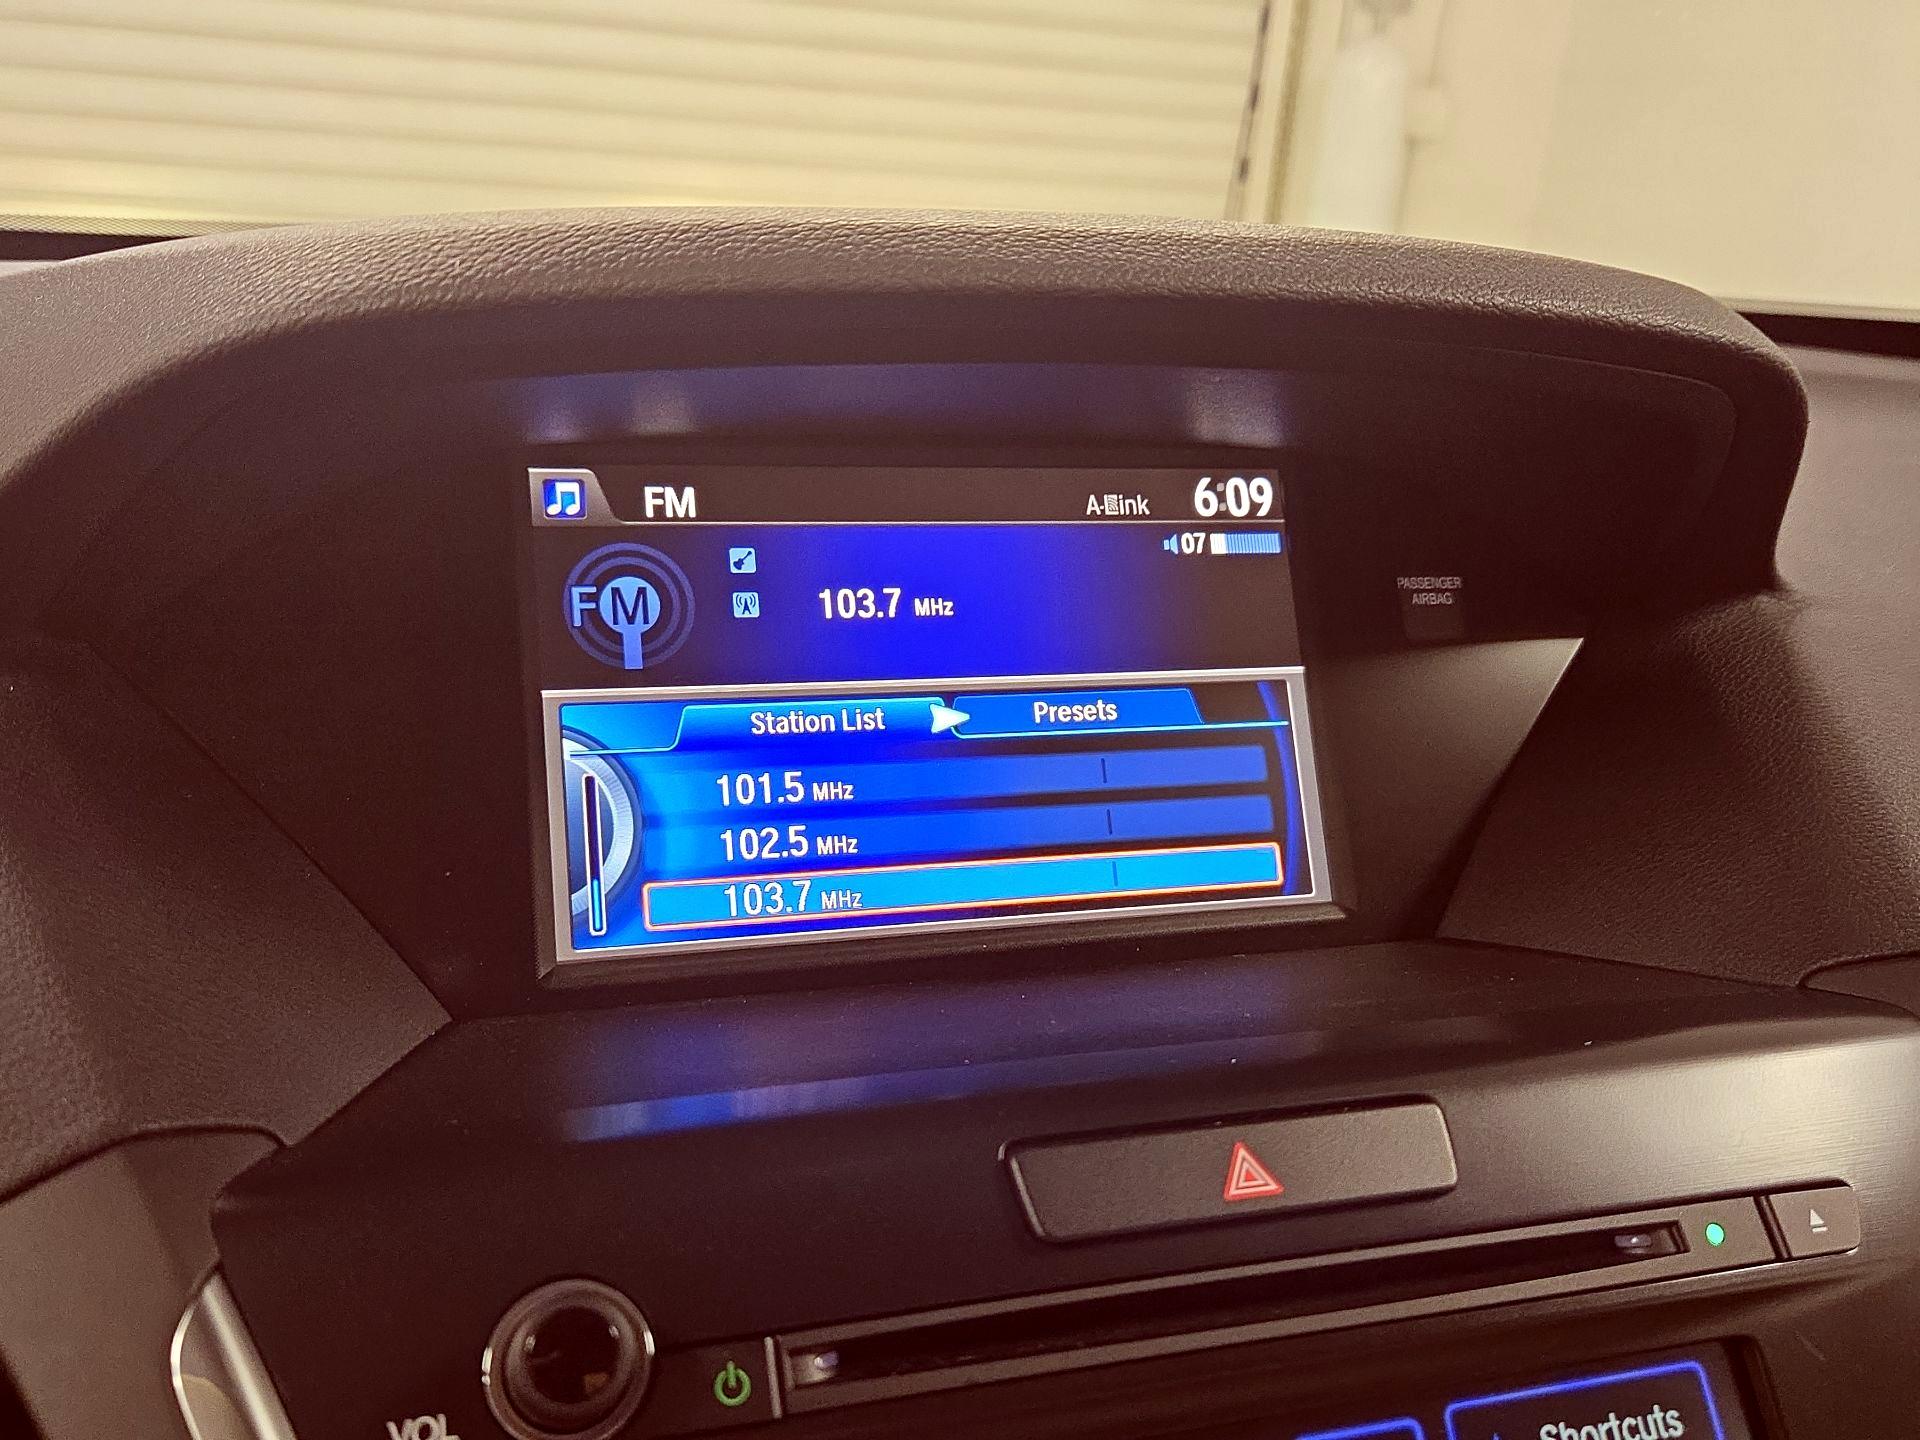 FM
A-Link
6:09
07
FM
103.7 MHz
PASSENGER
AIRBAG
Station List
Presets
101.5 MHz
102.5 MHz
103.7 MHz
VOL
Shortcuts